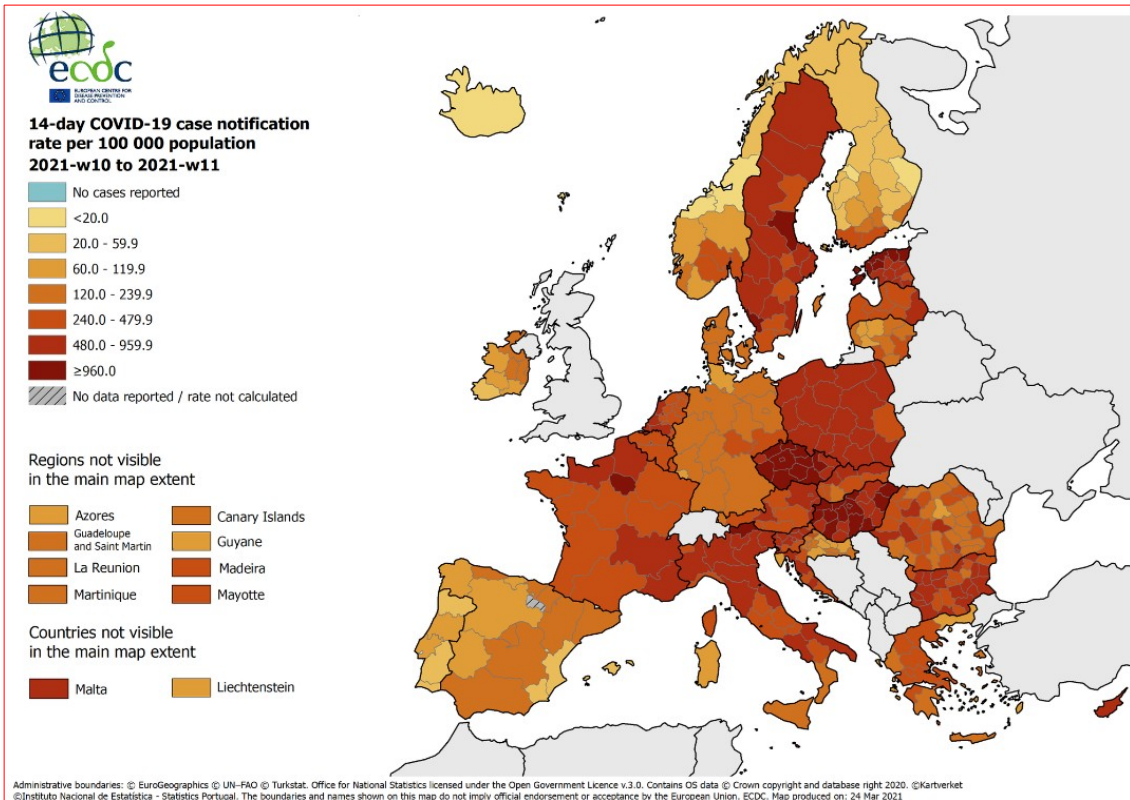 ecdc
EUROPEAN CENTRE FOR
DISEASE PREVENTION
AND CONTROL
14-day COVID-19 case notification
rate per 100 000 population
2021-w10 to 2021-w11
No cases reported
<20.0
20.0 - 59.9
60.0 - 119.9
120.0 - 239.9
240.0 - 479.9
480.0 - 959.9
≥960.0
No data reported / rate not calculated
Regions not visible
in the main map extent
Azores
Guadeloupe
and Saint Martin
La Reunion
Martinique
Canary Islands
Guyane
Madeira
Mayotte
Countries not visible
in the main map extent
Malta
Liechtenstein
Administrative boundaries: © EuroGeographics © UN–FAO © Turkstat. Office for National Statistics licensed under the Open Government Licence v.3.0. Contains OS data © Crown copyright and database right 2020. ©Kartverket
©Instituto Nacional de Estatística - Statistics Portugal. The boundaries and names shown on this map do not imply official endorsement or acceptance by the European Union. ECDC. Map produced on: 24 Mar 2021